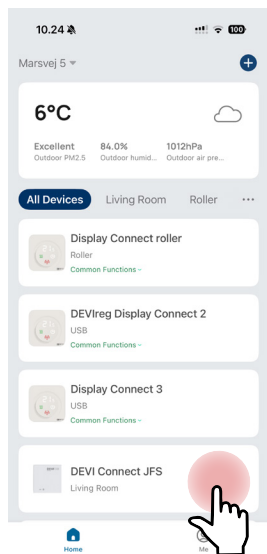 10.24
100
Marsvej 5
6°C
Excellent 84.0% 1012hPa
Outdoor PM2.5 Outdoor humid... Outdoor air pre...
All Devices Living Room Roller ...
Display Connect roller
Roller
Common Functions
DEVIreg Display Connect 2
USB
Common Functions
Display Connect 3
USB
Common Functions
DEVI Connect JFS
Living Room
Home Me